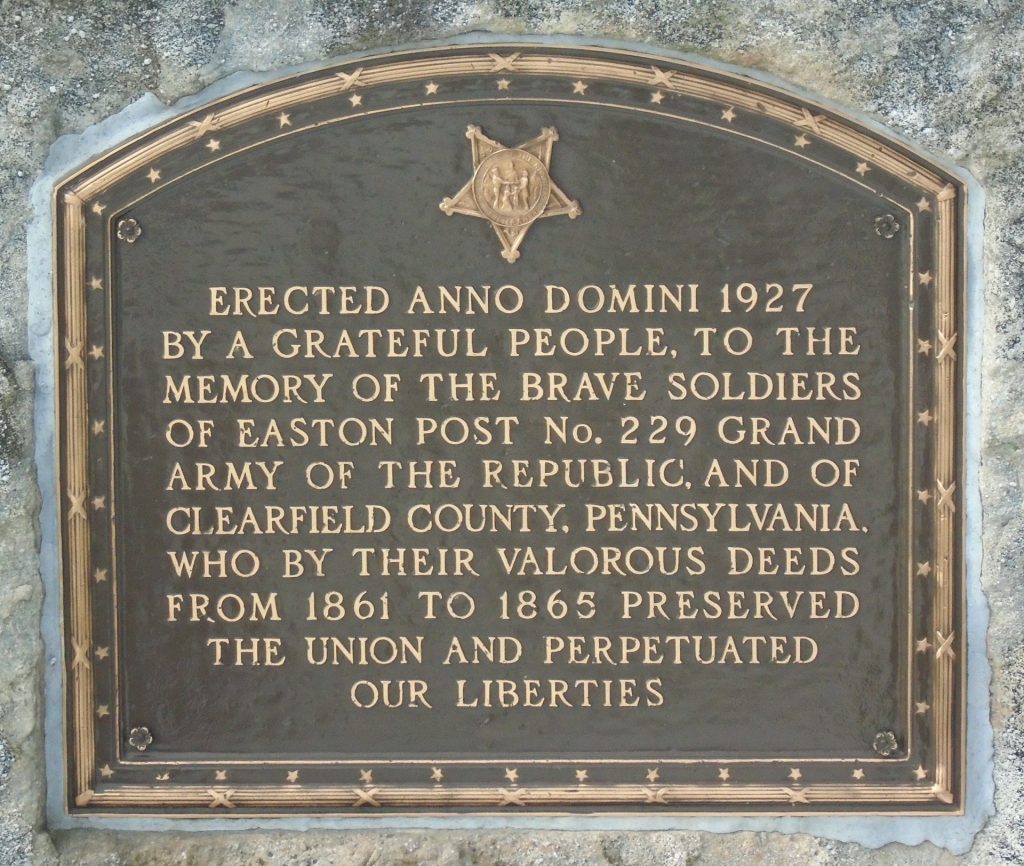 ERECTED ANNO DOMINI 1927
BY A GRATEFUL PEOPLE, TO THE
MEMORY OF THE BRAVE SOLDIERS
OF EASTON POST No. 229 GRAND
ARMY OF THE REPUBLIC, AND OF
CLEARFIELD COUNTY, PENNSYLVANIA.
WHO BY THEIR VALOROUS DEEDS
FROM 1861 TO 1865 PRESERVED
THE UNION AND PERPETUATED
OUR LIBERTIES